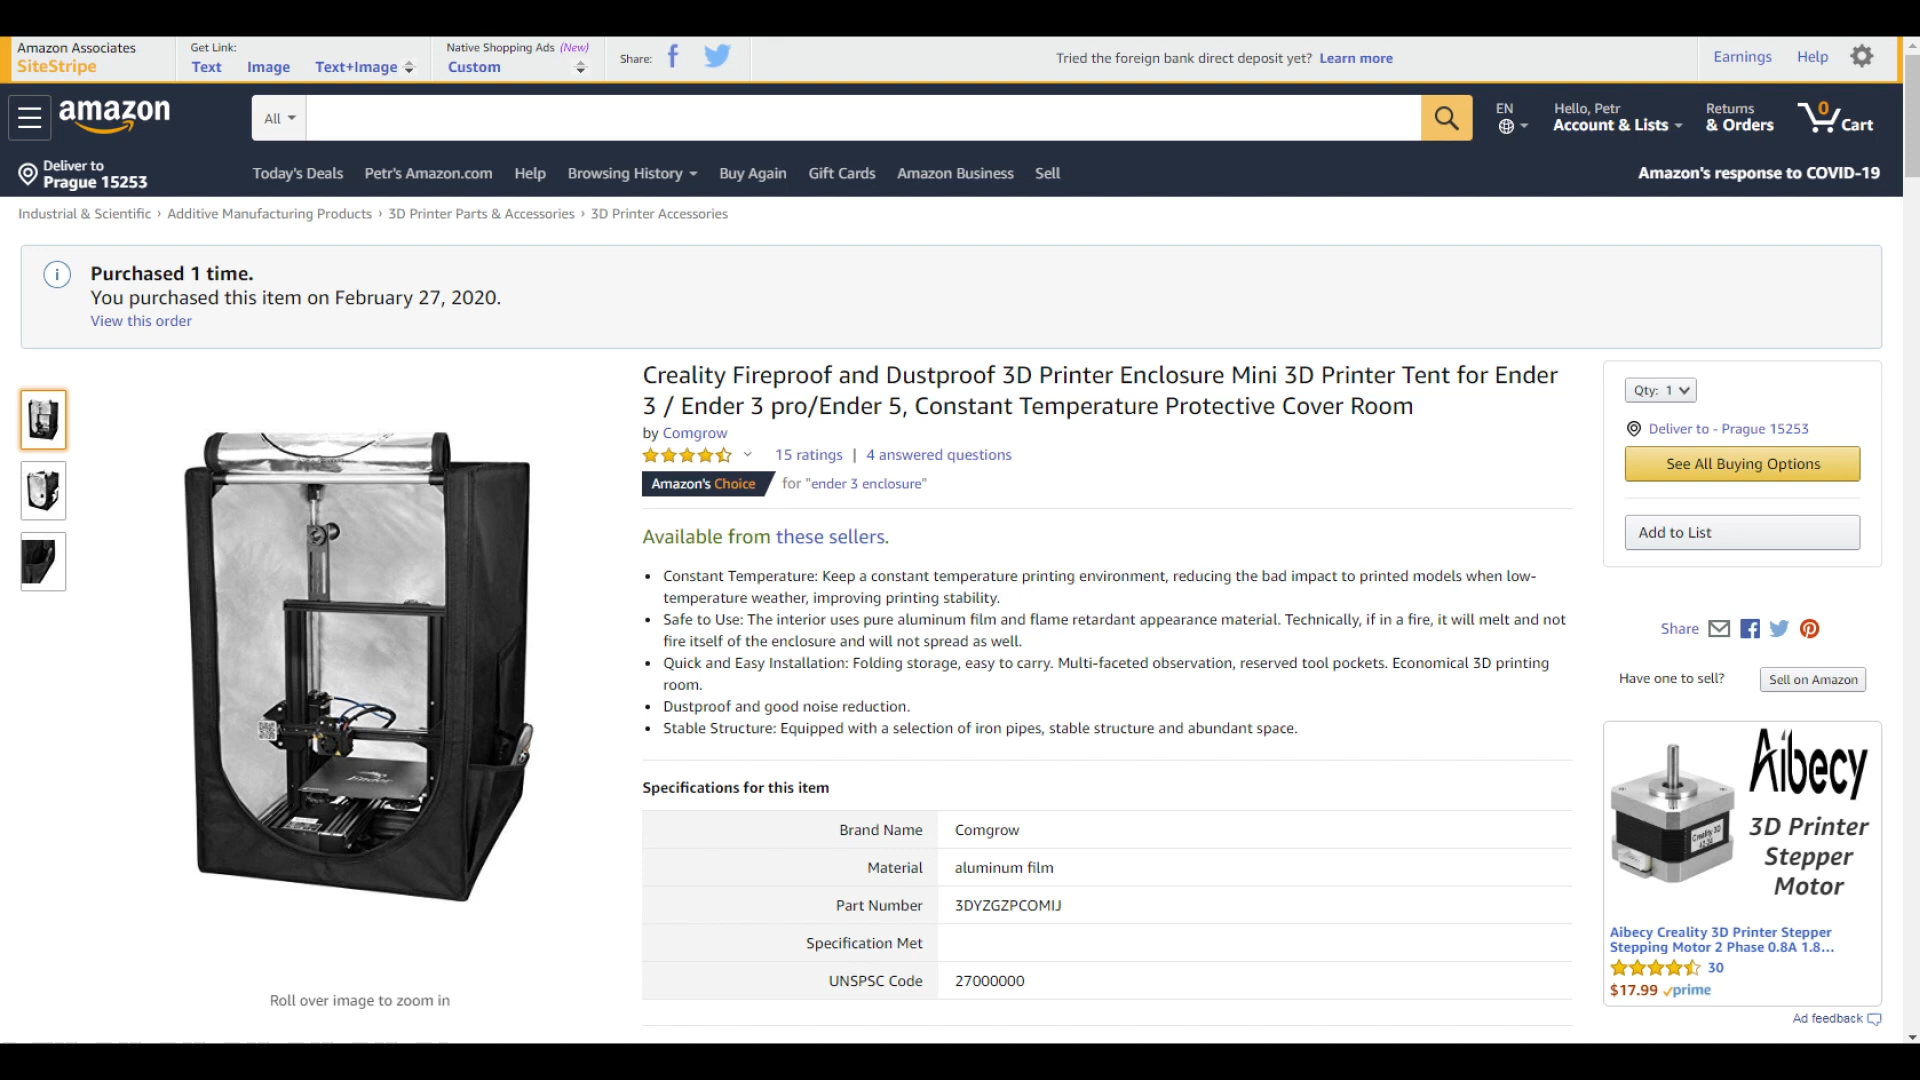 Amazon Associates
SiteStripe
Get Link:
Text Image Text+Image
Native Shopping Ads (New)
Custom
Share:
Tried the foreign bank direct deposit yet? Learn more
Earnings Help
amazon
All
EN
Hello, Petr
Account & Lists
Returns
& Orders
0
Cart
Deliver to
Prague 15253
Today's Deals Petr's Amazon.com Help Browsing History Buy Again Gift Cards Amazon Business Sell
Amazon's response to COVID-19
Industrial & Scientific › Additive Manufacturing Products › 3D Printer Parts & Accessories › 3D Printer Accessories
Purchased 1 time.
You purchased this item on February 27, 2020.
View this order
Creality Fireproof and Dustproof 3D Printer Enclosure Mini 3D Printer Tent for Ender
3 / Ender 3 pro/Ender 5, Constant Temperature Protective Cover Room
by Comgrow
15 ratings | 4 answered questions
Amazon's Choice for "ender 3 enclosure"
Available from these sellers.
• Constant Temperature: Keep a constant temperature printing environment, reducing the bad impact to printed models when low-
temperature weather, improving printing stability.
• Safe to Use: The interior uses pure aluminum film and flame retardant appearance material. Technically, if in a fire, it will melt and not
fire itself of the enclosure and will not spread as well.
• Quick and Easy Installation: Folding storage, easy to carry. Multi-faceted observation, reserved tool pockets. Economical 3D printing
room.
• Dustproof and good noise reduction.
• Stable Structure: Equipped with a selection of iron pipes, stable structure and abundant space.
Specifications for this item
Brand Name Comgrow
Material aluminum film
Part Number 3DYZGZPCOMIJ
Specification Met
UNSPSC Code 27000000
Ender
Roll over image to zoom in
Qty: 1
Deliver to - Prague 15253
See All Buying Options
Add to List
Share
Have one to sell? Sell on Amazon
Aibecy
3D Printer
Stepper
Motor
Aibecy Creality 3D Printer Stepper
Stepping Motor 2 Phase 0.8A 1.8...
30
$17.99 prime
Ad feedback